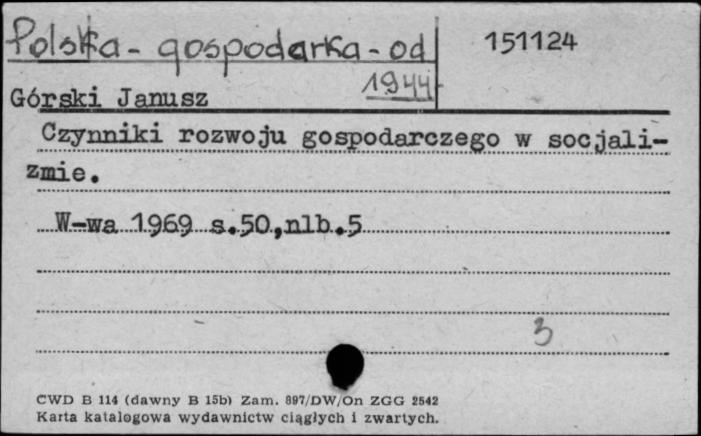 Polska - gospodarka - od 1944
151124
Górski Janusz
Czynniki rozwoju gospodarczego w socjali-
zmie.
W-wa 1969 s.50,nlb.5
3
CWD B 114 (dawny B 15b) Zam. 897/DW/On ZGG 2542
Karta katalogowa wydawnictw ciągłych i zwartych.